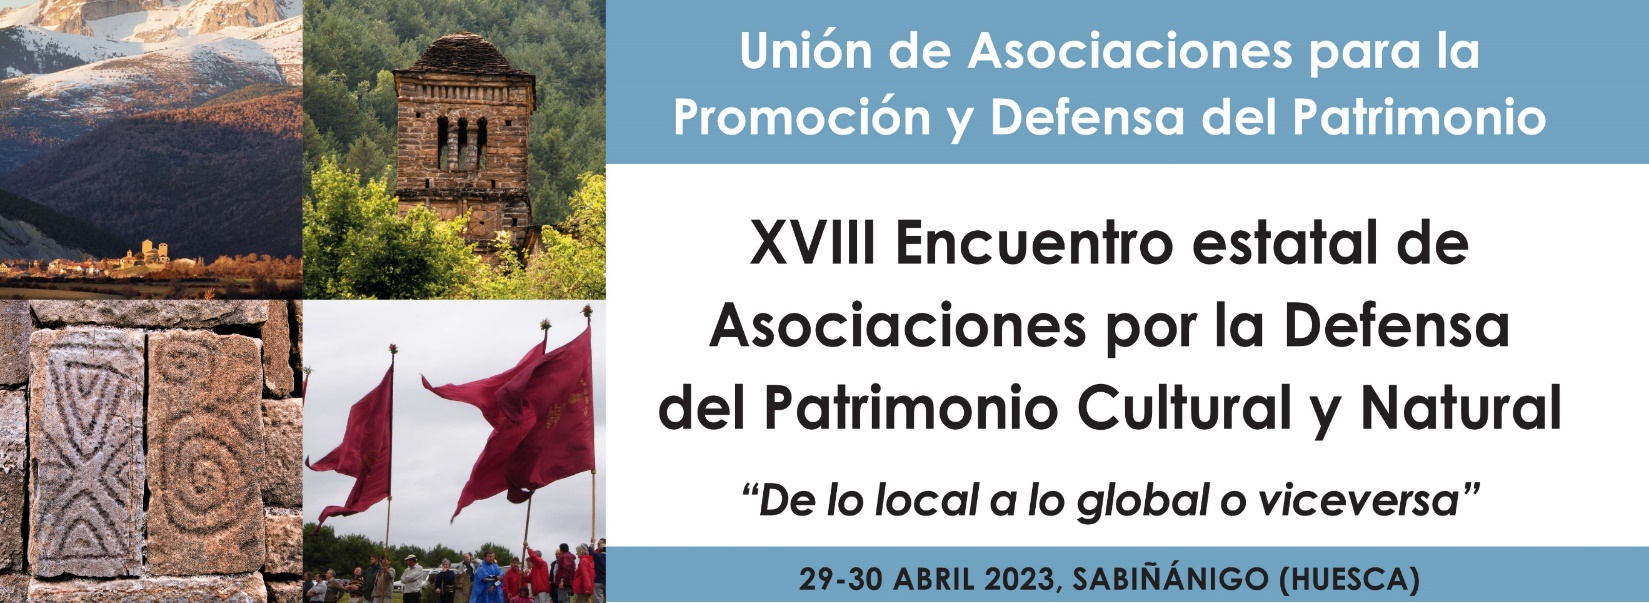 Unión de Asociaciones para la
Promoción y Defensa del Patrimonio
XVIII Encuentro estatal de
Asociaciones por la Defensa
del Patrimonio Cultural y Natural
“De lo local a lo global o viceversa”
29-30 ABRIL 2023, SABIÑÁNIGO (HUESCA)